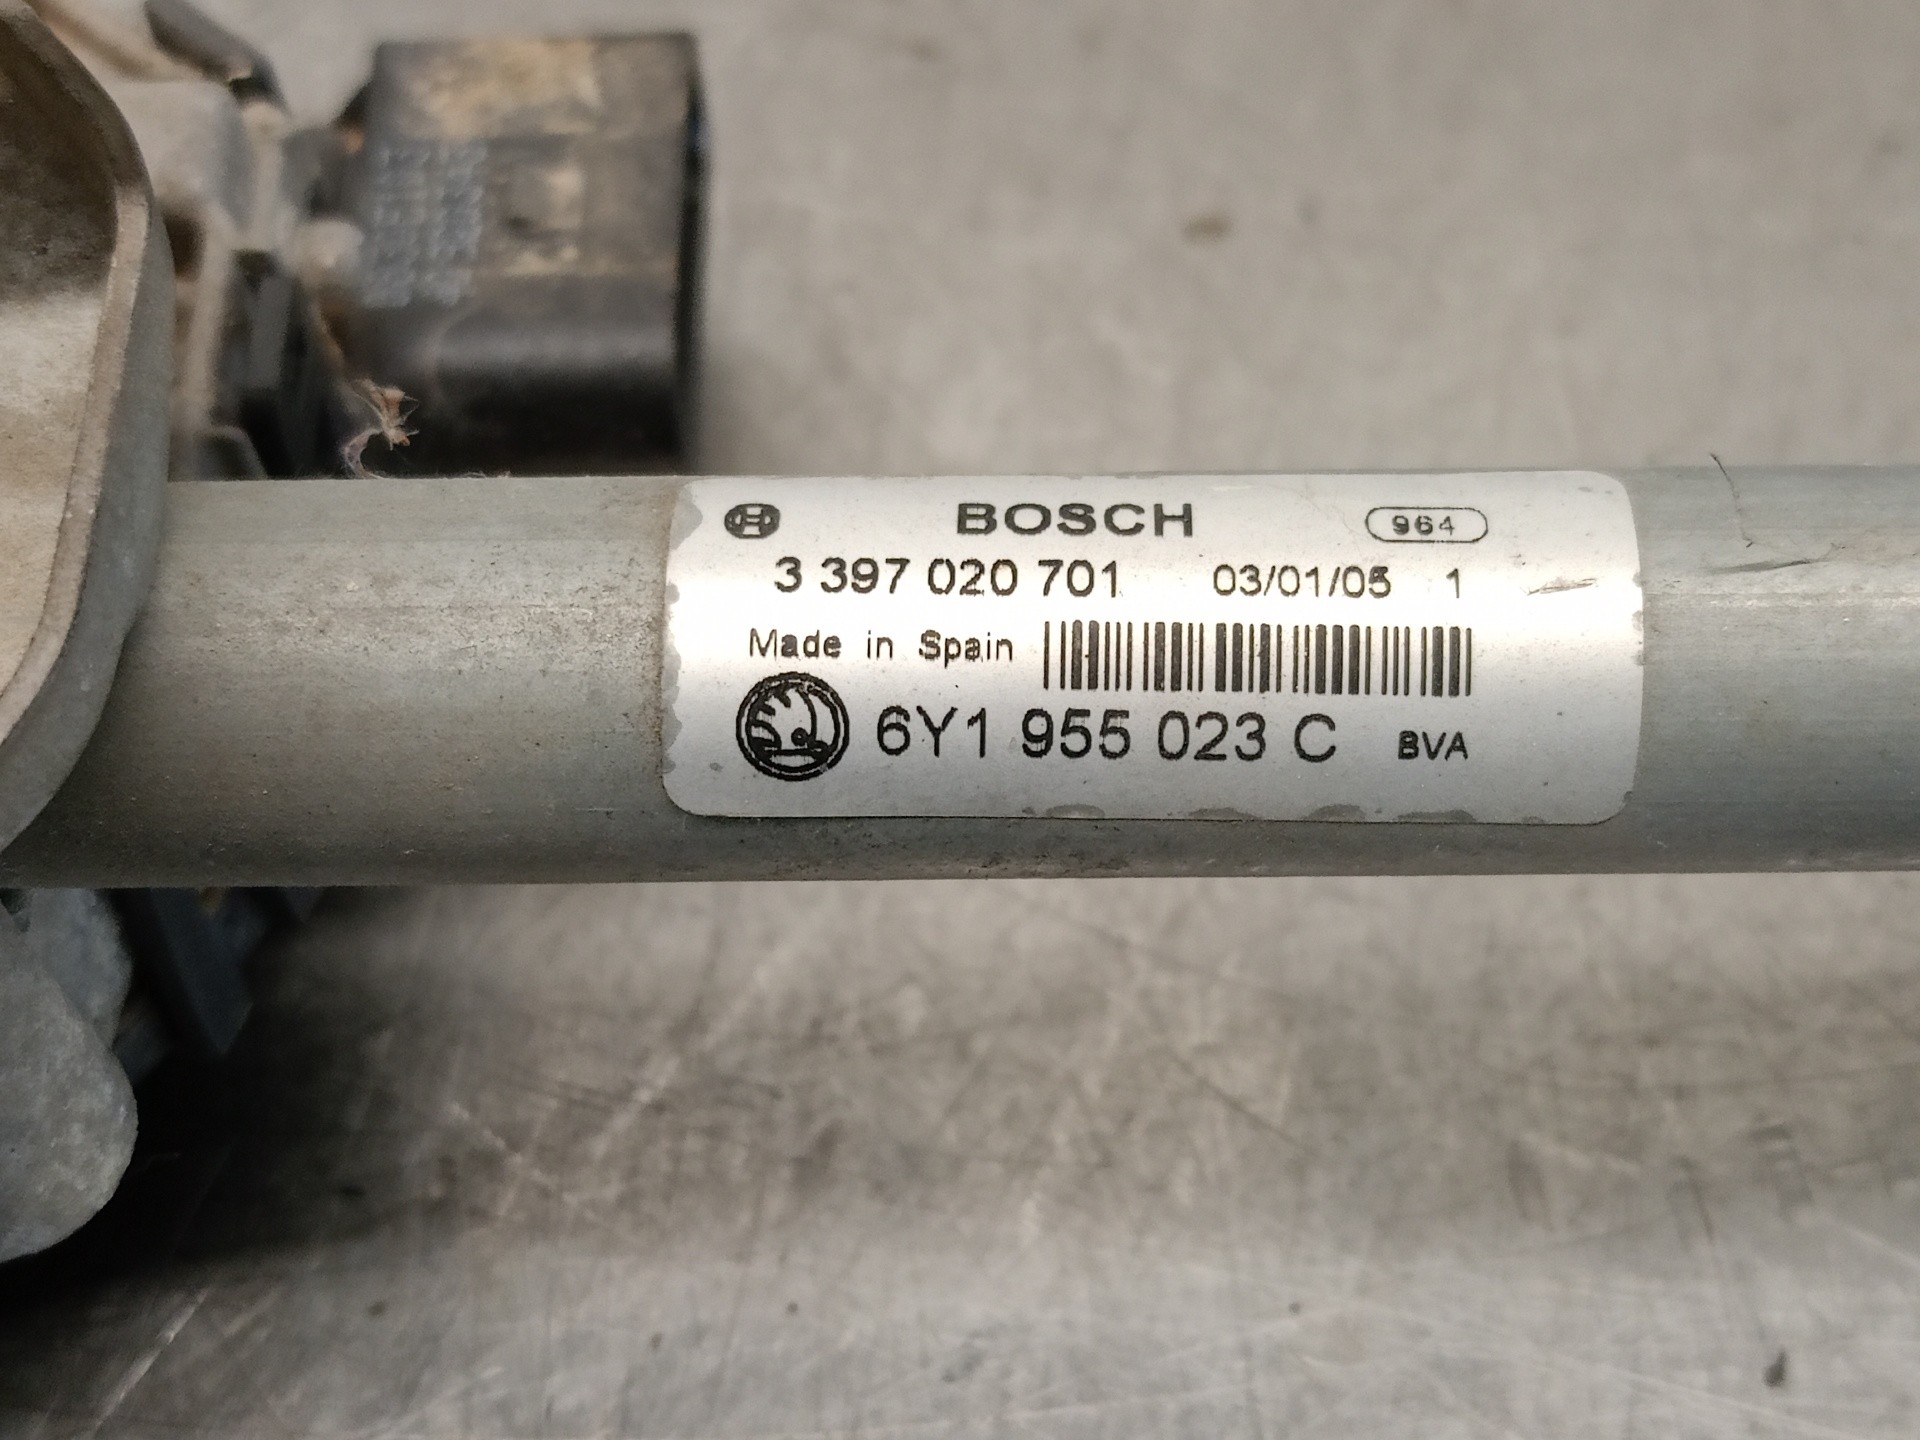 BOSCH 964
3 397 020 701 03/01/05 1
Made in Spain
6Y1 955 023 C BVA